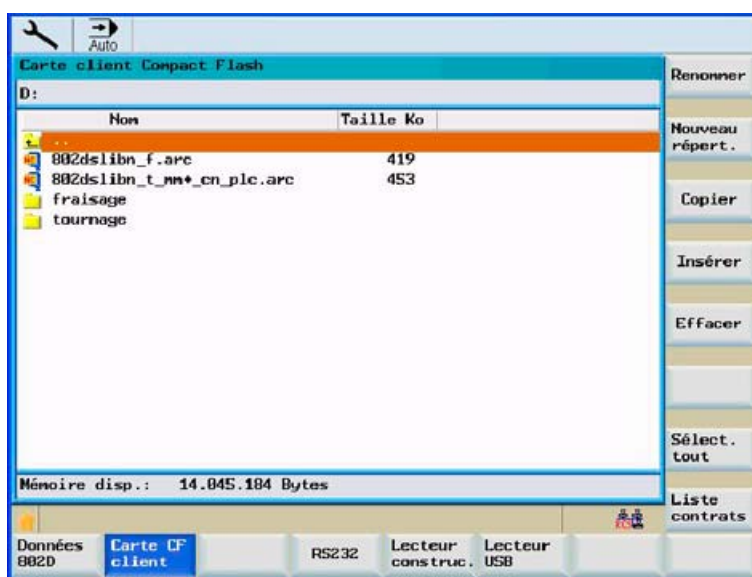 Auto
Carte client Compact Flash
D:
Nom Taille Ko
..
802dslibn_f.arc 419
802dslibn_t_mm+_cn_plc.arc 453
fraisage
tournage
Mémoire disp.: 14.045.184 Bytes
Renommer
Nouveau
répert.
Copier
Insérer
Effacer
Sélect.
tout
Liste
contrats
Données
802D
Carte CF
client
RS232
Lecteur
construc.
Lecteur
USB